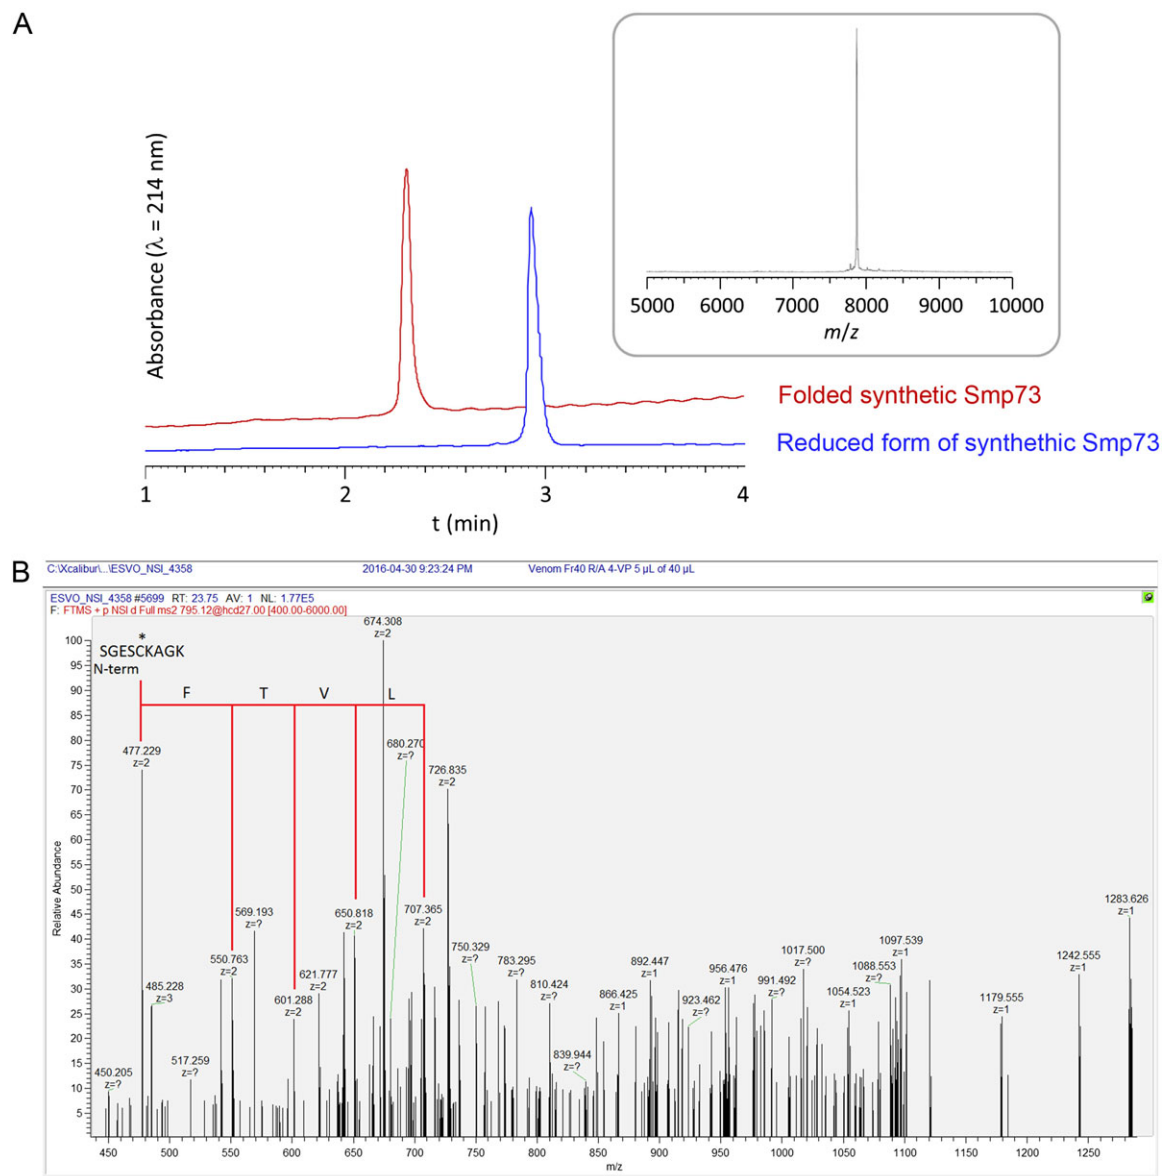 A
Absorbance (λ = 214 nm)
5000 6000 7000 8000 9000 10000
m/z
Folded synthetic Smp73
Reduced form of synthethic Smp73
1 2 3 4
t (min)
B
C:\Xcalibur\...\ESVO_NSI_4358 2016-04-30 9:23:24 PM Venom Fr40 R/A 4-VP 5 µL of 40 µL
ESVO_NSI_4358 #5699 RT: 23.75 AV: 1 NL: 1.77E5
F: FTMS + p NSI d Full ms2 795.12@hcd27.00 [400.00-6000.00]
674.308
z=2
*
SGESCKAGK
N-term
F T V L
477.229
z=2
680.270
z=?
726.835
z=2
569.193
z=?
650.818
z=2
707.365
z=2
1283.626
z=1
550.763
z=2
485.228
z=3
621.777
z=2
601.288
z=2
750.329
z=?
783.295
z=?
810.424
z=?
892.447
z=1
866.425
z=1
923.462
z=?
956.476
z=1
991.492
z=?
1017.500
z=?
1054.523
z=1
1088.553
z=?
1097.539
z=1
1179.555
z=1
1242.555
z=1
450.205
z=?
517.259
z=?
839.944
z=?
100
95
90
85
80
75
70
65
60
55
50
45
40
35
30
25
20
15
10
5
Relative Abundance
450 500 550 600 650 700 750 800 850 900 950 1000 1050 1100 1150 1200 1250
m/z